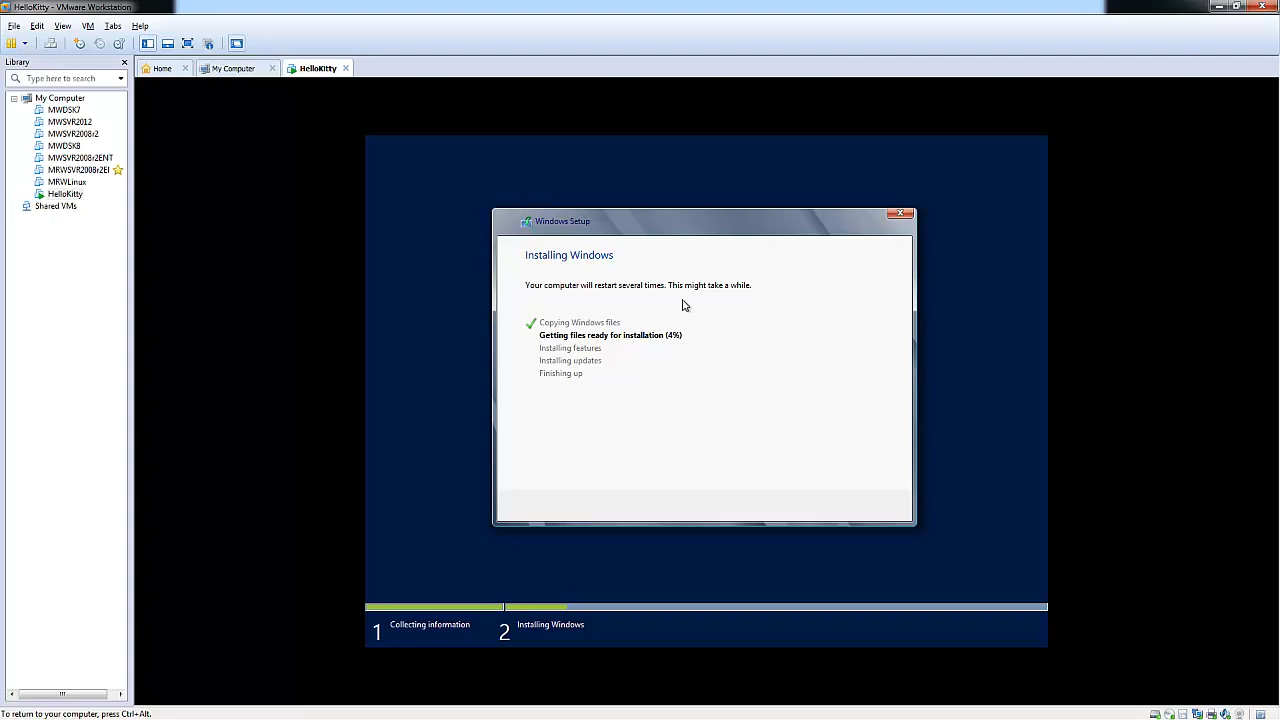 HelloKitty - VMware Workstation
File Edit View VM Tabs Help
Library
Type here to search
My Computer
MWDSK7
MWSVR2012
MWSVR2008r2
MWDSK8
MWSVR2008r2ENT
MRWSVR2008r2EI
MRWLinux
HelloKitty
Shared VMs
Home My Computer HelloKitty
Windows Setup
Installing Windows
Your computer will restart several times. This might take a while.
Copying Windows files
Getting files ready for installation (4%)
Installing features
Installing updates
Finishing up
1 Collecting information 2 Installing Windows
To return to your computer, press Ctrl+Alt.